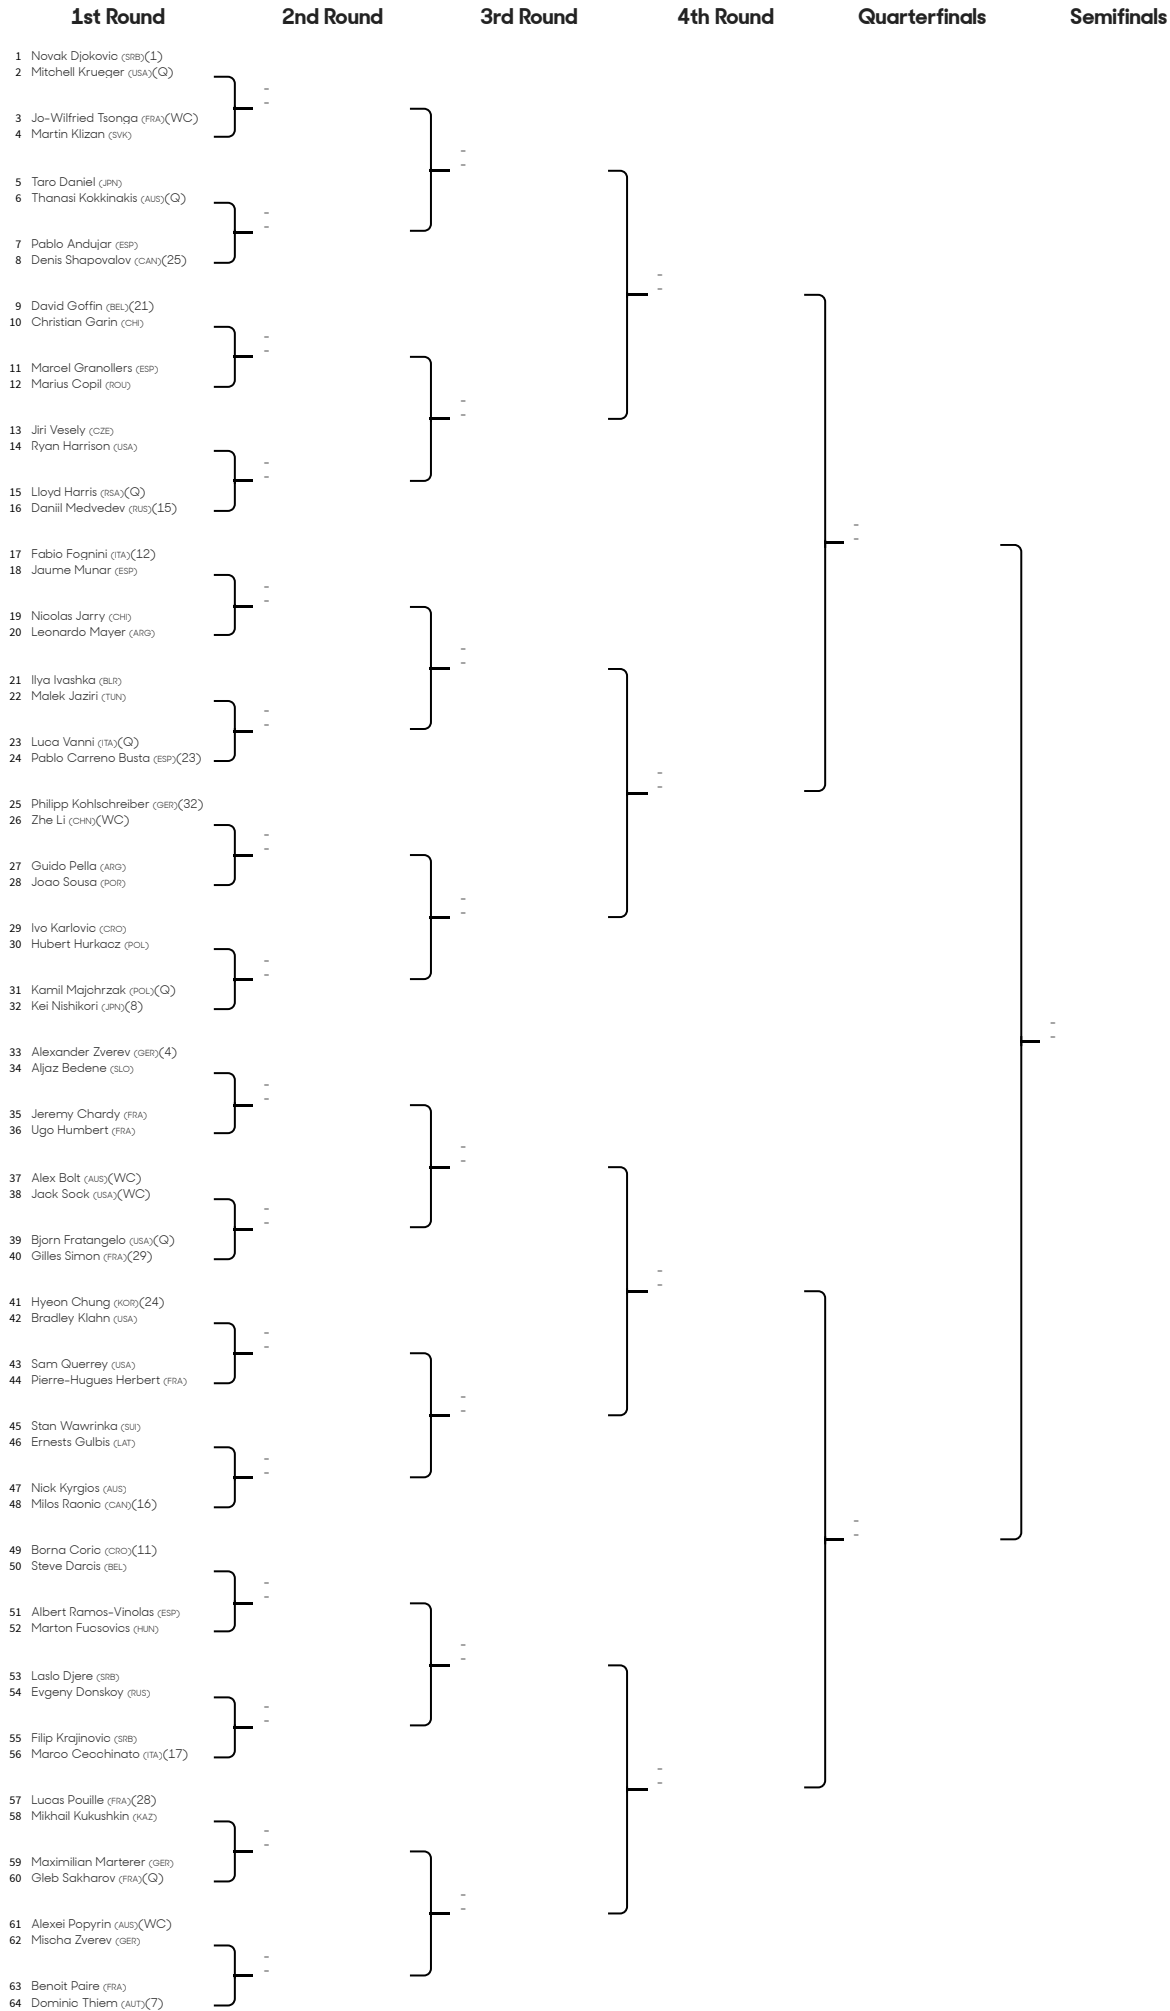 1st Round 2nd Round 3rd Round 4th Round Quarterfinals Semifinals
1 Novak Djokovic (SRB)(1)
2 Mitchell Krueger (USA)(Q)
3 Jo-Wilfried Tsonga (FRA)(WC)
4 Martin Klizan (SVK)
5 Taro Daniel (JPN)
6 Thanasi Kokkinakis (AUS)(Q)
7 Pablo Andujar (ESP)
8 Denis Shapovalov (CAN)(25)
9 David Goffin (BEL)(21)
10 Christian Garin (CHI)
11 Marcel Granollers (ESP)
12 Marius Copil (ROU)
13 Jiri Vesely (CZE)
14 Ryan Harrison (USA)
15 Lloyd Harris (RSA)(Q)
16 Daniil Medvedev (RUS)(15)
17 Fabio Fognini (ITA)(12)
18 Jaume Munar (ESP)
19 Nicolas Jarry (CHI)
20 Leonardo Mayer (ARG)
21 Ilya Ivashka (BLR)
22 Malek Jaziri (TUN)
23 Luca Vanni (ITA)(Q)
24 Pablo Carreno Busta (ESP)(23)
25 Philipp Kohlschreiber (GER)(32)
26 Zhe Li (CHN)(WC)
27 Guido Pella (ARG)
28 Joao Sousa (POR)
29 Ivo Karlovic (CRO)
30 Hubert Hurkacz (POL)
31 Kamil Majchrzak (POL)(Q)
32 Kei Nishikori (JPN)(8)
33 Alexander Zverev (GER)(4)
34 Aljaz Bedene (SLO)
35 Jeremy Chardy (FRA)
36 Ugo Humbert (FRA)
37 Alex Bolt (AUS)(WC)
38 Jack Sock (USA)(WC)
39 Bjorn Fratangelo (USA)(Q)
40 Gilles Simon (FRA)(29)
41 Hyeon Chung (KOR)(24)
42 Bradley Klahn (USA)
43 Sam Querrey (USA)
44 Pierre-Hugues Herbert (FRA)
45 Stan Wawrinka (SUI)
46 Ernests Gulbis (LAT)
47 Nick Kyrgios (AUS)
48 Milos Raonic (CAN)(16)
49 Borna Coric (CRO)(11)
50 Steve Darcis (BEL)
51 Albert Ramos-Vinolas (ESP)
52 Marton Fucsovics (HUN)
53 Laslo Djere (SRB)
54 Evgeny Donskoy (RUS)
55 Filip Krajinovic (SRB)
56 Marco Cecchinato (ITA)(17)
57 Lucas Pouille (FRA)(28)
58 Mikhail Kukushkin (KAZ)
59 Maximilian Marterer (GER)
60 Gleb Sakharov (FRA)(Q)
61 Alexei Popyrin (AUS)(WC)
62 Mischa Zverev (GER)
63 Benoit Paire (FRA)
64 Dominic Thiem (AUT)(7)